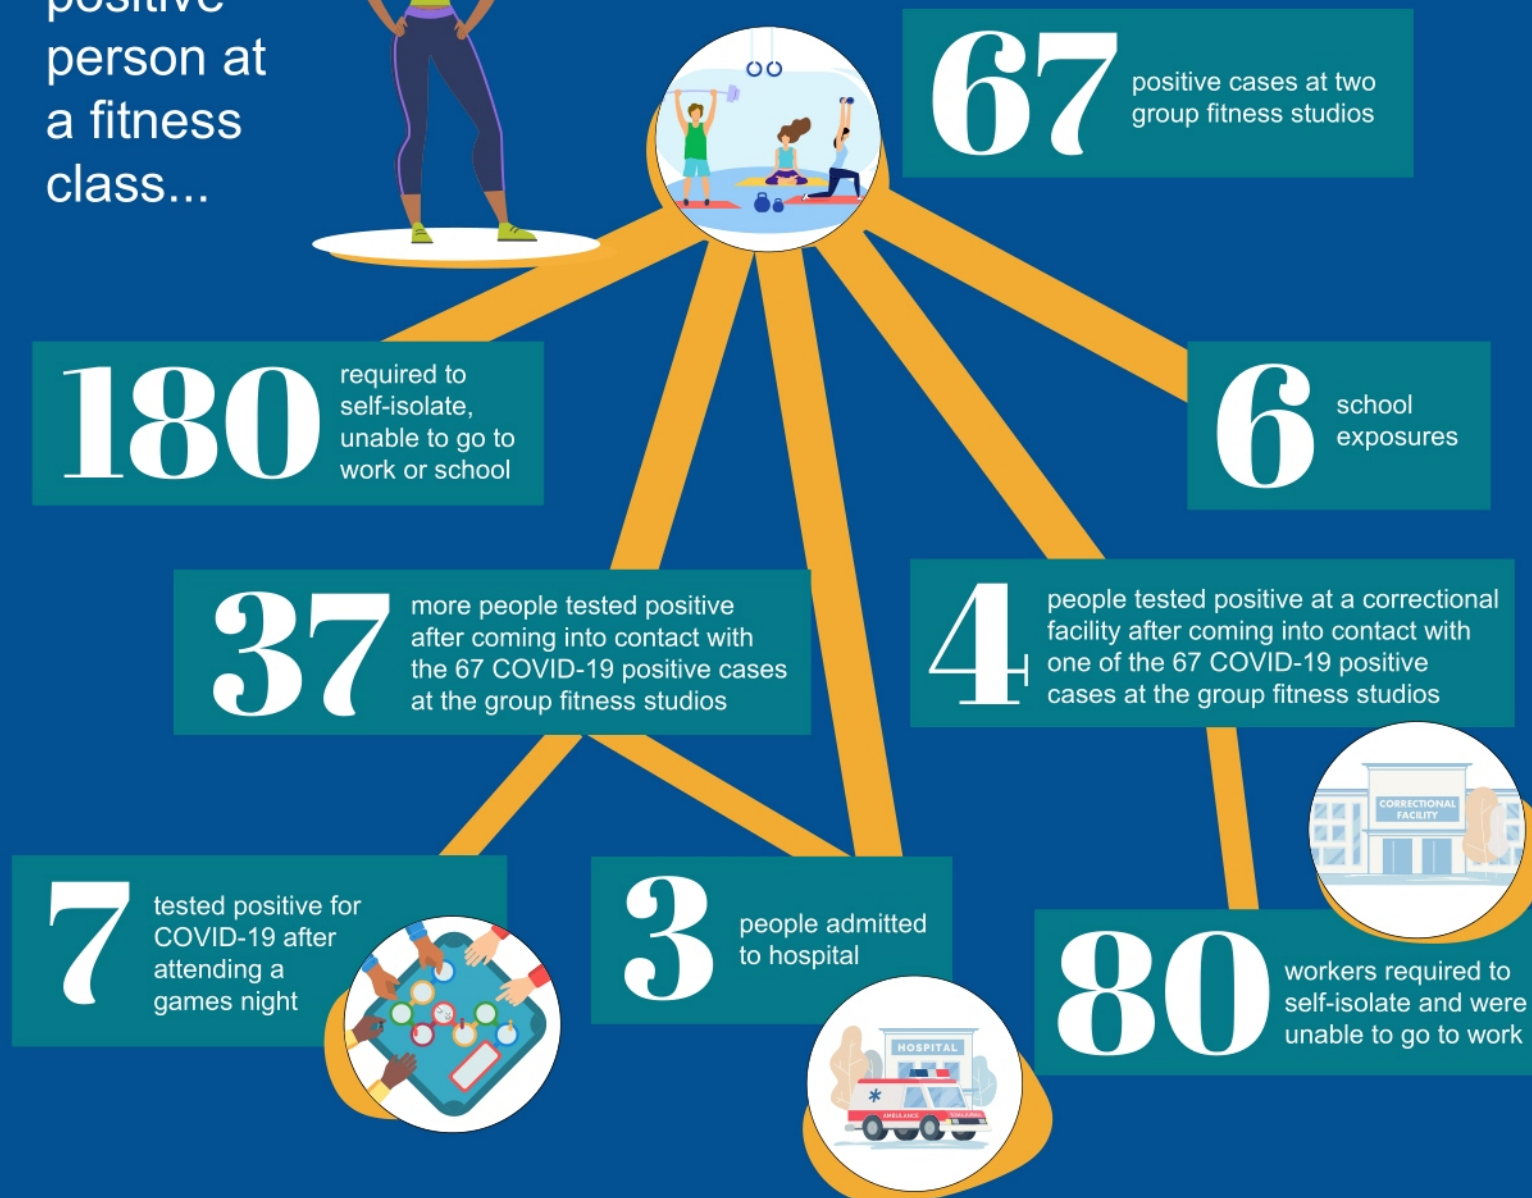 positive
person at
a fitness
class...
67
positive cases at two
group fitness studios
180
required to
self-isolate,
unable to go to
work or school
6
school
exposures
37
more people tested positive
after coming into contact with
the 67 COVID-19 positive cases
at the group fitness studios
4
people tested positive at a correctional
facility after coming into contact with
one of the 67 COVID-19 positive
cases at the group fitness studios
CORRECTIONAL
FACILITY
7
tested positive for
COVID-19 after
attending a
games night
3
people admitted
to hospital
HOSPITAL
AMBULANCE
80
workers required to
self-isolate and were
unable to go to work